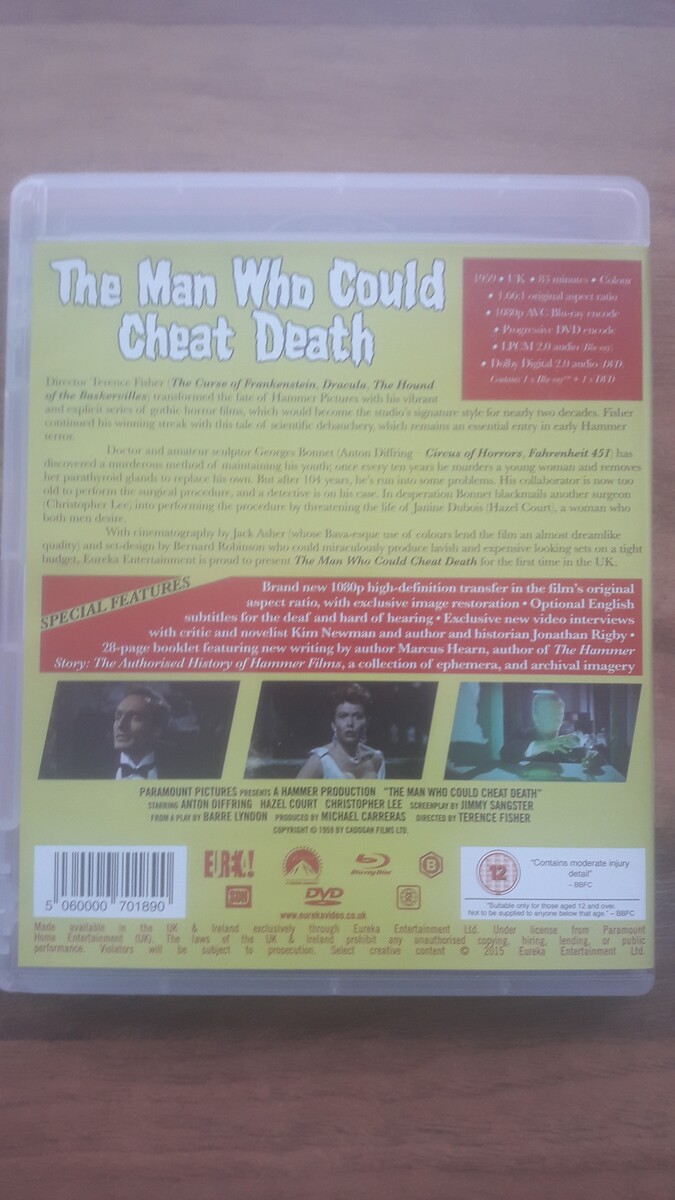 The Man Who Could
Cheat Death
1959 • UK • 83 minutes • Colour
• 1.66:1 original aspect ratio
• 1080p AVC Blu-ray encode
• Progressive DVD encode
• LPCM 2.0 audio (Blu-ray)
• Dolby Digital 2.0 audio (DVD)
Contains 1 x Blu-ray™ + 1 x DVD
Director Terence Fisher (The Curse of Frankenstein, Dracula, The Hound
of the Baskervilles) transformed the fate of Hammer Pictures with his vibrant
and explicit series of gothic horror films, which would become the studio's signature style for nearly two decades. Fisher
continued his winning streak with this tale of scientific debauchery, which remains an essential entry in early Hammer
terror.
Doctor and amateur sculptor Georges Bonnet (Anton Diffring – Circus of Horrors, Fahrenheit 451) has
discovered a murderous method of maintaining his youth; once every ten years he murders a young woman and removes
her parathyroid glands to replace his own. But after 104 years, he's run into some problems. His collaborator is now too
old to perform the surgical procedure, and a detective is on his case. In desperation Bonnet blackmails another surgeon
(Christopher Lee) into performing the procedure by threatening the life of Janine Dubois (Hazel Court), a woman who
both men desire.
With cinematography by Jack Asher (whose Bava-esque use of colours lend the film an almost dreamlike
quality) and set-design by Bernard Robinson who could miraculously produce lavish and expensive looking sets on a tight
budget, Eureka Entertainment is proud to present The Man Who Could Cheat Death for the first time in the UK.
SPECIAL FEATURES
Brand new 1080p high-definition transfer in the film's original
aspect ratio, with exclusive image restoration • Optional English
subtitles for the deaf and hard of hearing • Exclusive new video interviews
with critic and novelist Kim Newman and author and historian Jonathan Rigby •
28-page booklet featuring new writing by author Marcus Hearn, author of The Hammer
Story: The Authorised History of Hammer Films, a collection of ephemera, and archival imagery
PARAMOUNT PICTURES PRESENTS A HAMMER PRODUCTION "THE MAN WHO COULD CHEAT DEATH"
STARRING ANTON DIFFRING HAZEL COURT CHRISTOPHER LEE SCREENPLAY BY JIMMY SANGSTER
FROM A PLAY BY BARRE LYNDON PRODUCED BY MICHAEL CARRERAS DIRECTED BY TERENCE FISHER
COPYRIGHT © 1959 BY CADOGAN FILMS LTD.
5 060000 701890
EUREKA!
Paramount
Blu-ray Disc
B
1080
DVD
2
www.eurekavideo.co.uk
12
"Contains moderate injury
detail"
– BBFC
"Suitable only for those aged 12 and over.
Not to be supplied to anyone below that age." – BBFC
Made available in the UK & Ireland exclusively through Eureka Entertainment Ltd. Under license from Paramount
Home Entertainment (UK). The laws of the UK & Ireland prohibit any unauthorised copying, hiring, lending, or public
performance. Violators will be subject to prosecution. Select creative content © 2015 Eureka Entertainment Ltd.